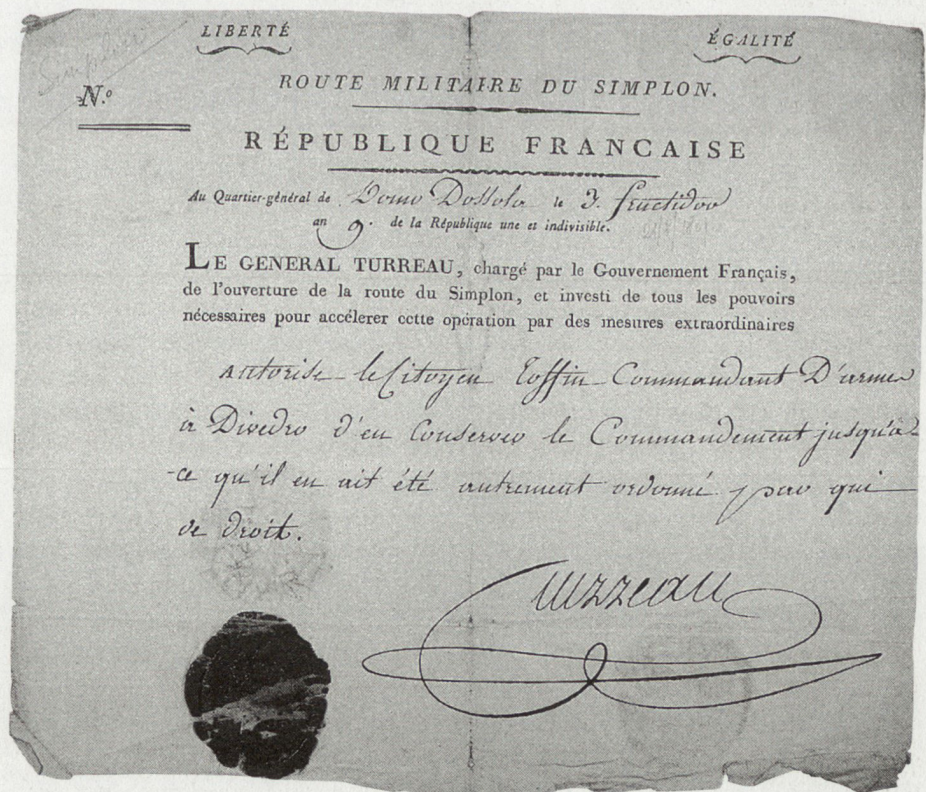 LIBERTÉ
ÉGALITÉ
N.º
ROUTE MILITAIRE DU SIMPLON.
RÉPUBLIQUE FRANCAISE
Au Quartier-général de Domo Dossola le 3. fructidor
an 9. de la République une et indivisible.
LE GENERAL TURREAU, chargé par le Gouvernement Français,
de l'ouverture de la route du Simplon, et investi de tous les pouvoirs
nécessaires pour accélerer cette opération par des mesures extraordinaires
autorise le Citoyen Commandant D'armes
à Divedro d'en Conserver le Commandement jusqu'à
ce qu'il en ait été autrement ordonné par qui
de droit.
Turreau